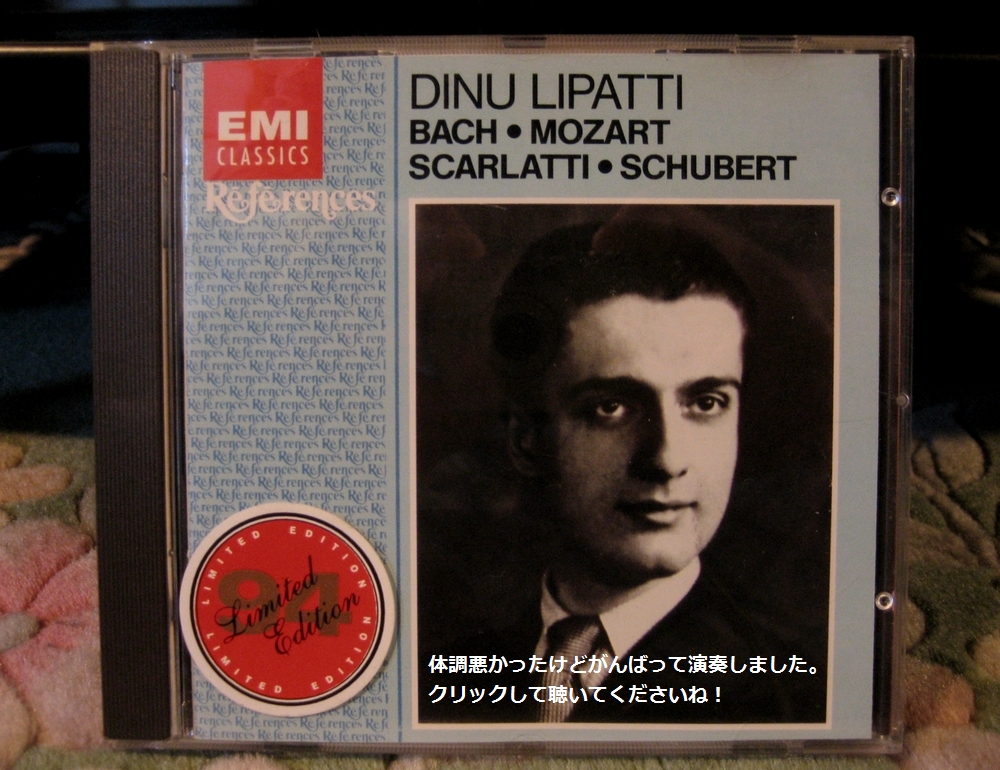 EMI
CLASSICS
Références
DINU LIPATTI
BACH • MOZART
SCARLATTI • SCHUBERT
LIMITED EDITION
94
Limited
Edition
LIMITED EDITION
体調悪かったけどがんばって演奏しました。
クリックして聴いてくださいね！